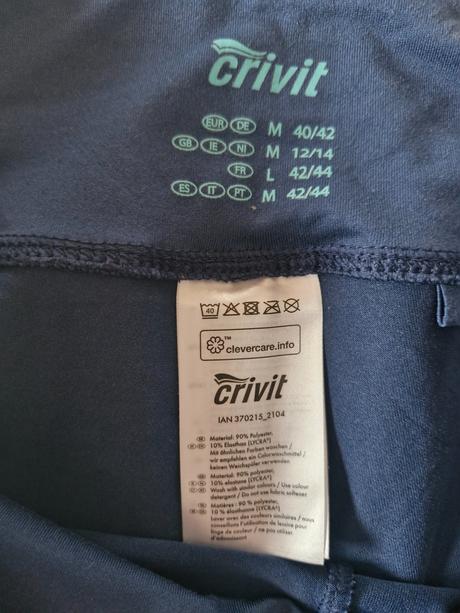 crivit
EUR DE M 40/42
GB IE NI M 12/14
FR L 42/44
ES IT PT M 42/44
40
™
clevercare.info
crivit
IAN 370215_2104
Material: 90% Polyester,
10% Elasthan (LYCRA®)
Mit ähnlichen Farben waschen /
wir empfehlen ein Colorwaschmittel /
keinen Weichspüler verwenden
Material: 90% polyester,
10% elastane (LYCRA®)
Wash with similar colours / Use colour
detergent / Do not use fabric softener
Matières : 90 % polyester,
10 % élasthanne (LYCRA®)
Laver avec des couleurs similaires / nous
conseillons l'utilisation de lessive pour
linge de couleur / ne pas utiliser
d'adoucissant